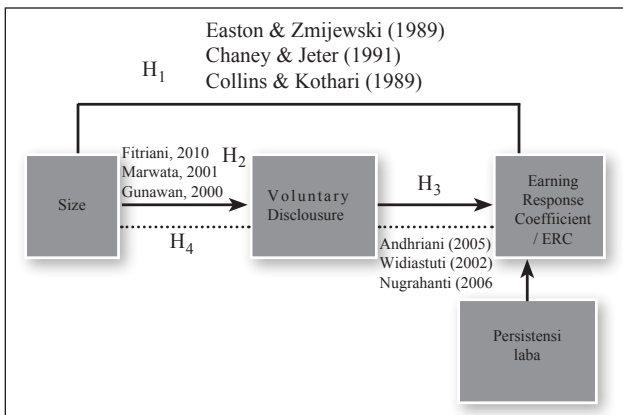 Easton & Zmijewski (1989)
Chaney & Jeter (1991)
Collins & Kothari (1989)
H1
Fitriani, 2010
Marwata, 2001
Gunawan, 2000
H2
Size
Voluntary
Disclousure
H3
Earning
Response
Coeffiicient
/ ERC
H4
Andhriani (2005)
Widiastuti (2002)
Nugrahanti (2006
Persistensi
laba